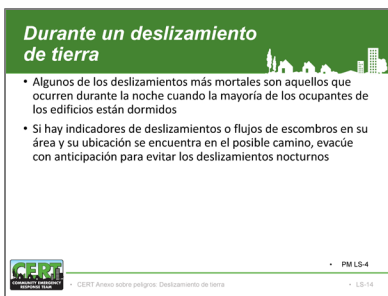 Durante un deslizamiento
de tierra
• Algunos de los deslizamientos más mortales son aquellos que
ocurren durante la noche cuando la mayoría de los ocupantes de
los edificios están dormidos
• Si hay indicadores de deslizamientos o flujos de escombros en su
área y su ubicación se encuentra en el posible camino, evacúe
con anticipación para evitar los deslizamientos nocturnos
• PM LS-4
CERT
COMMUNITY EMERGENCY
RESPONSE TEAM
• CERT Anexo sobre peligros: Deslizamiento de tierra
• LS-14